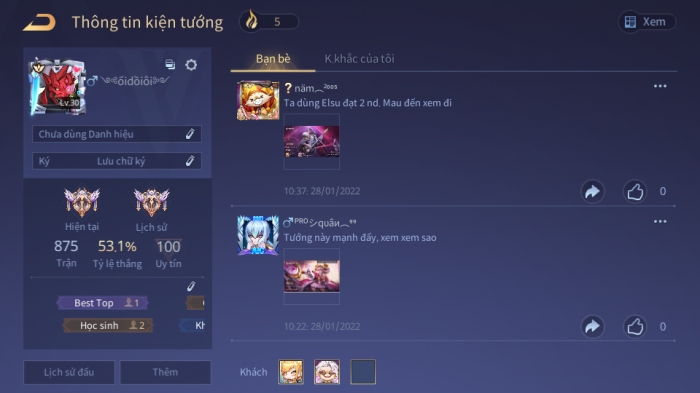 Thông tin kiện tướng
5
Xem
Bạn bè
K.khắc của tôi
ôidồiôi
Lv.30
Chưa dùng Danh hiệu
Ký Lưu chữ ký
Hiện tại Lịch sử
875 53.1% 100
Trận Tỷ lệ thắng Uy tín
Best Top 1
Học sinh 2
Kh
Lịch sử đấu
Thêm
?năm︵²⁰⁰⁵
Ta dùng Elsu đạt 2 nd, Mau đến xem đi
10:37: 28/01/2022
0
ᴾᴿᴼシquâи︵⁹⁹
Tướng này mạnh đấy, xem xem sao
10:22: 28/01/2022
0
Khách